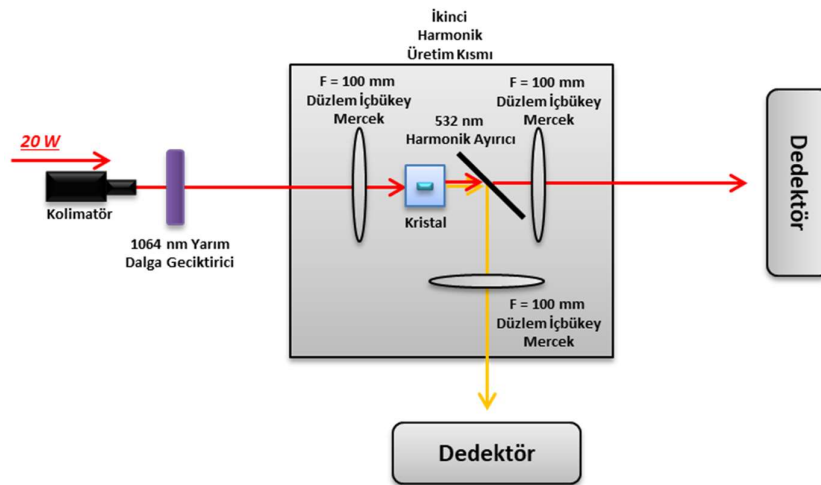 İkinci
Harmonik
Üretim Kısmı
F = 100 mm
Düzlem İçbükey
Mercek
F = 100 mm
Düzlem İçbükey
Mercek
532 nm
Harmonik Ayırıcı
20 W
Kolimatör
1064 nm Yarım
Dalga Geciktirici
Kristal
Dedektör
F = 100 mm
Düzlem İçbükey
Mercek
Dedektör